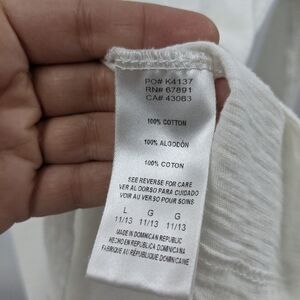 PO# K4137
RN# 67891
CA# 43083
100% COTTON
100% ALGODÓN
100% COTON
SEE REVERSE FOR CARE
VER AL DORSO PARA CUIDADO
VOIR AU VERSO POUR SOINS
L G G
11/13 11/13 11/13
MADE IN DOMINICAN REPUBLIC
HECHO EN REPUBLICA DOMINICANA
FABRIQUE AU RÉPUBLIQUE DOMINICAINE